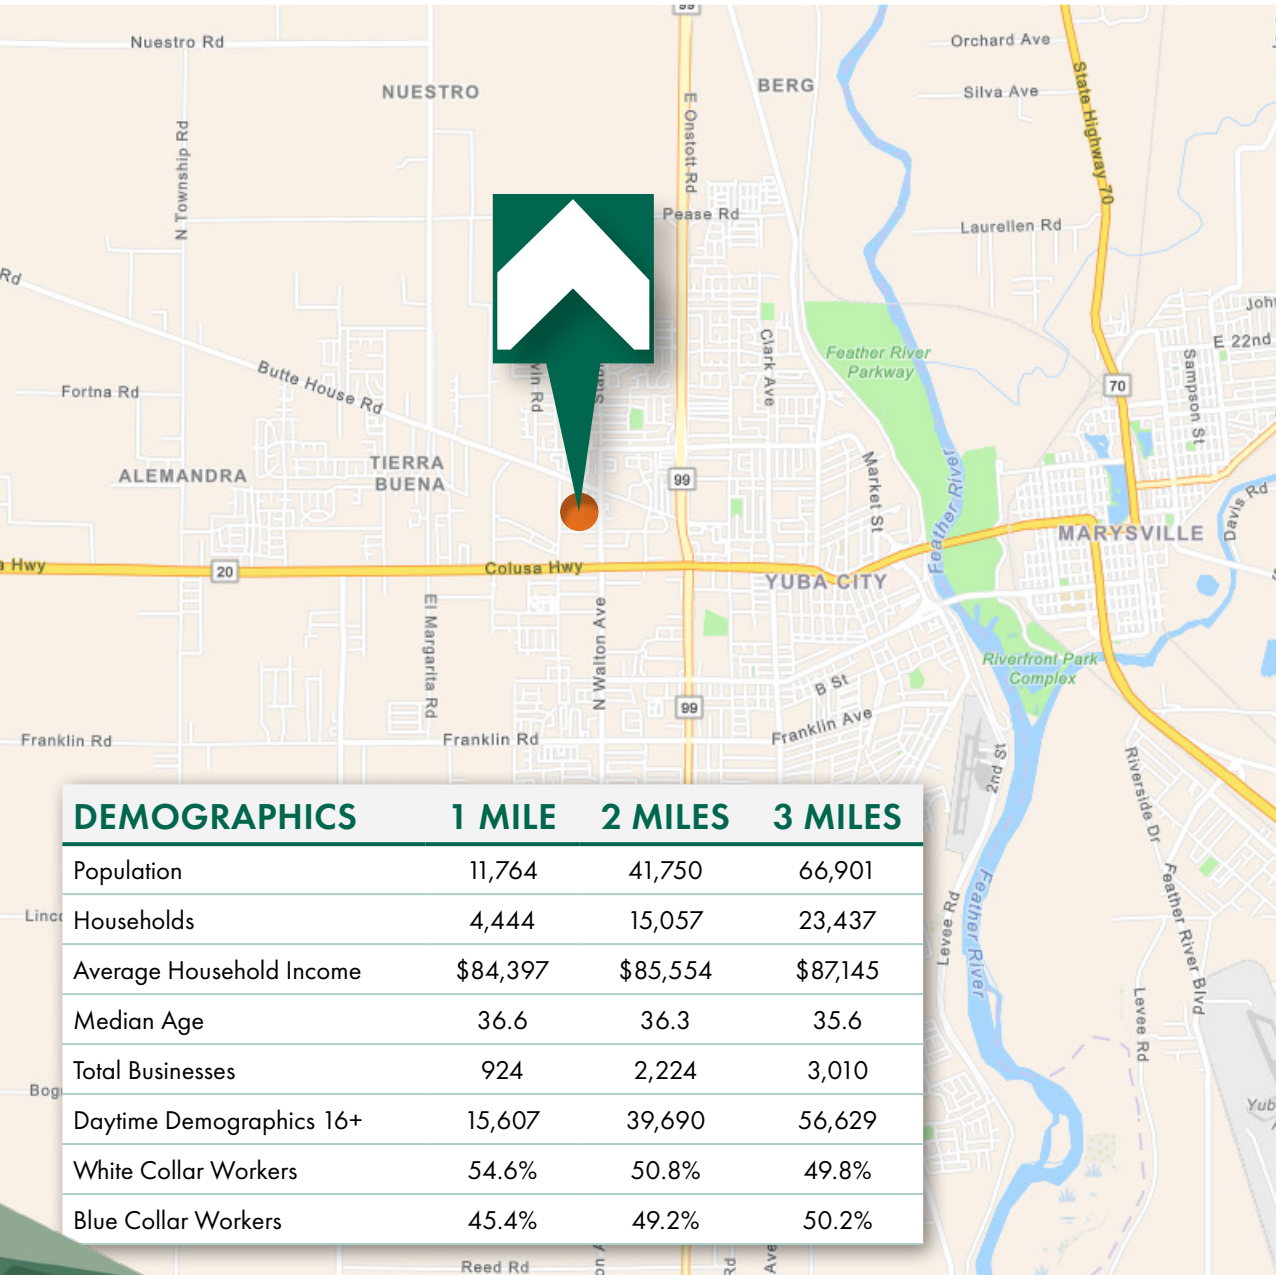 99
Nuestro Rd
Orchard Ave
NUESTRO
BERG
Silva Ave
State Highway 70
E Onstott Rd
N Township Rd
Pease Rd
Laurellen Rd
Rd
E 22nd
Feather River
Parkway
Clark Ave
Sampson St
Butte House Rd
70
Fortna Rd
TIERRA
BUENA
ALEMANDRA
99
Market St
Feather River
Davis Rd
MARYSVILLE
Hwy
20
Colusa Hwy
YUBA CITY
El Margarita Rd
N Walton Ave
Riverfront Park
Complex
B St
99
Franklin Ave
Franklin Rd
Franklin Rd
2nd St
Riverside Dr
DEMOGRAPHICS 1 MILE 2 MILES 3 MILES
Population 11,764 41,750 66,901
Households 4,444 15,057 23,437
Average Household Income $84,397 $85,554 $87,145
Median Age 36.6 36.3 35.6
Total Businesses 924 2,224 3,010
Daytime Demographics 16+ 15,607 39,690 56,629
White Collar Workers 54.6% 50.8% 49.8%
Blue Collar Workers 45.4% 49.2% 50.2%
Feather River
Levee Rd
Feather River Blvd
Levee Rd
Reed Rd
Rd
Ave